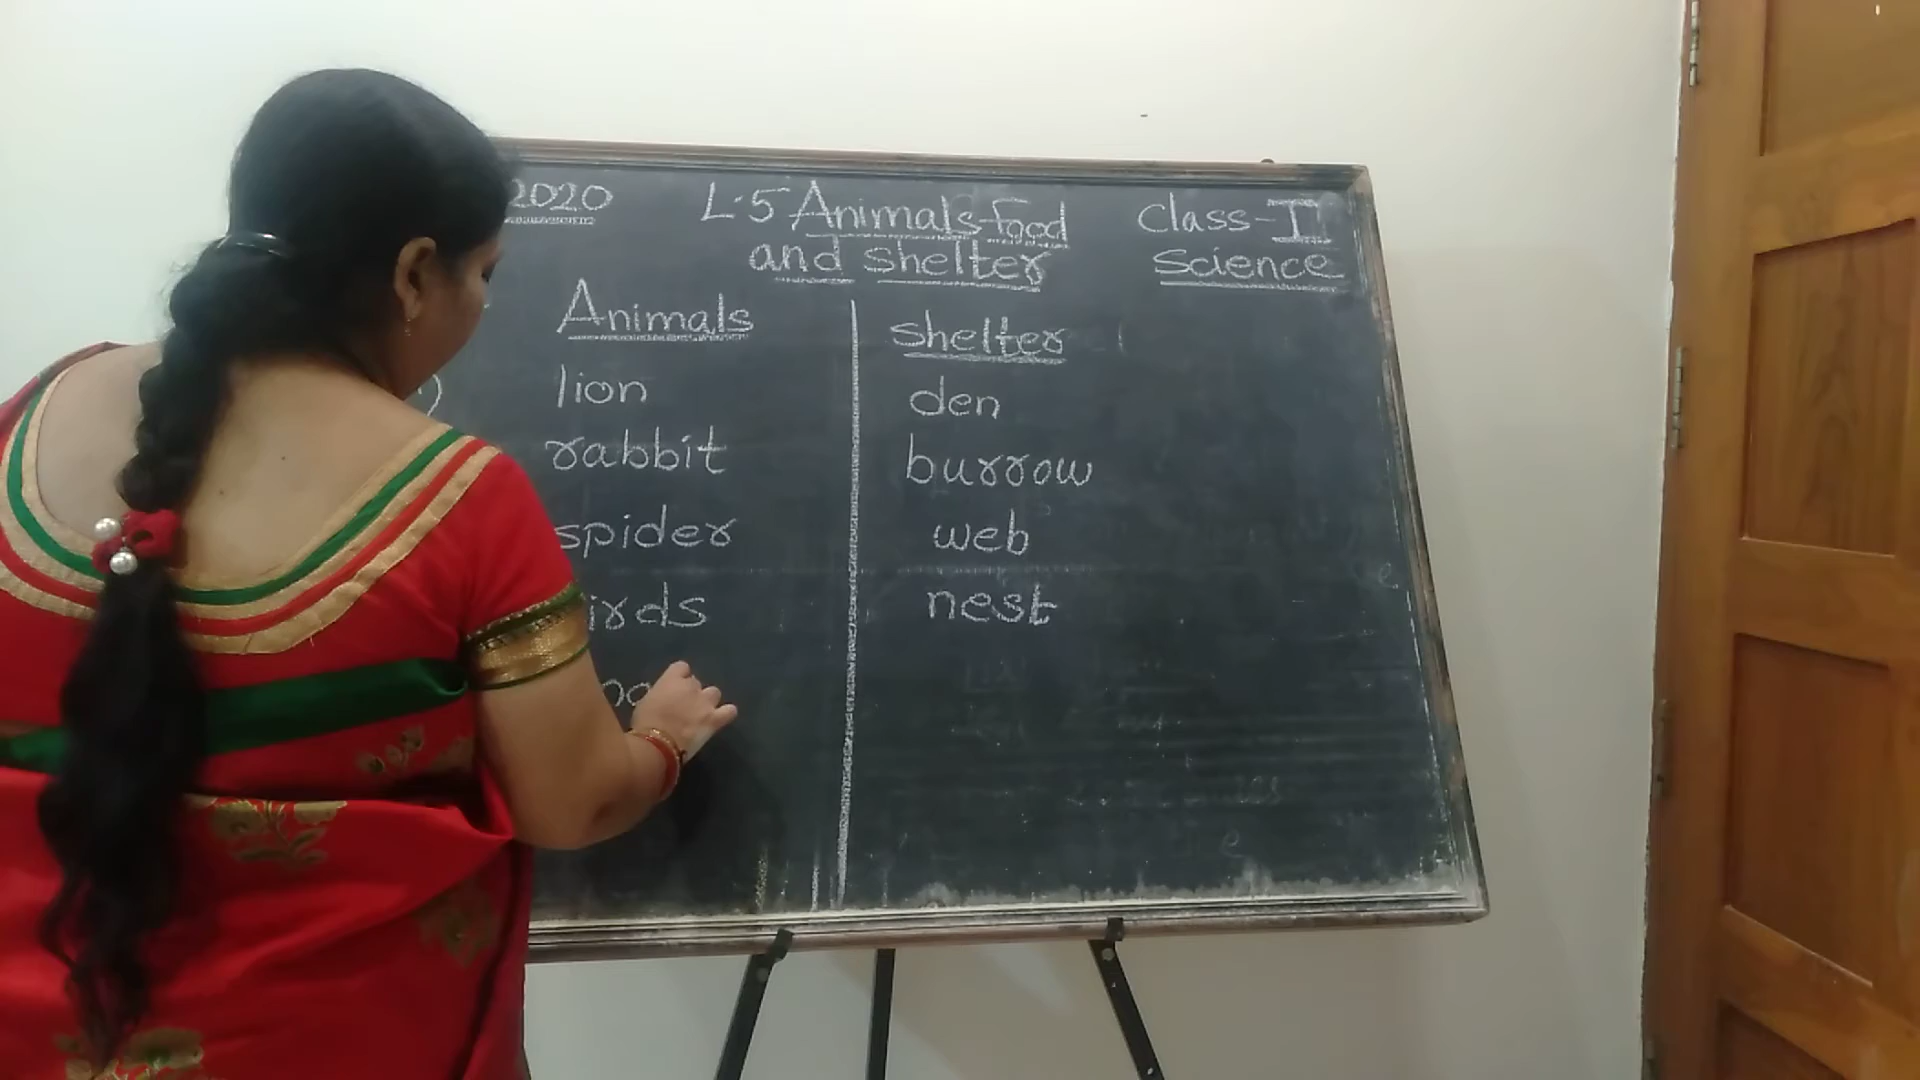 2020 L.5 Animals-food Class-II
and shelter Science
Animals shelter
lion den
rabbit burrow
spider web
irds nest